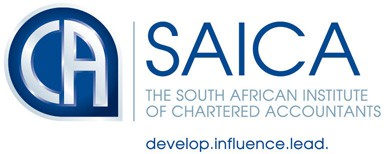 CA
SAICA
THE SOUTH AFRICAN INSTITUTE
OF CHARTERED ACCOUNTANTS
develop.influence.lead.